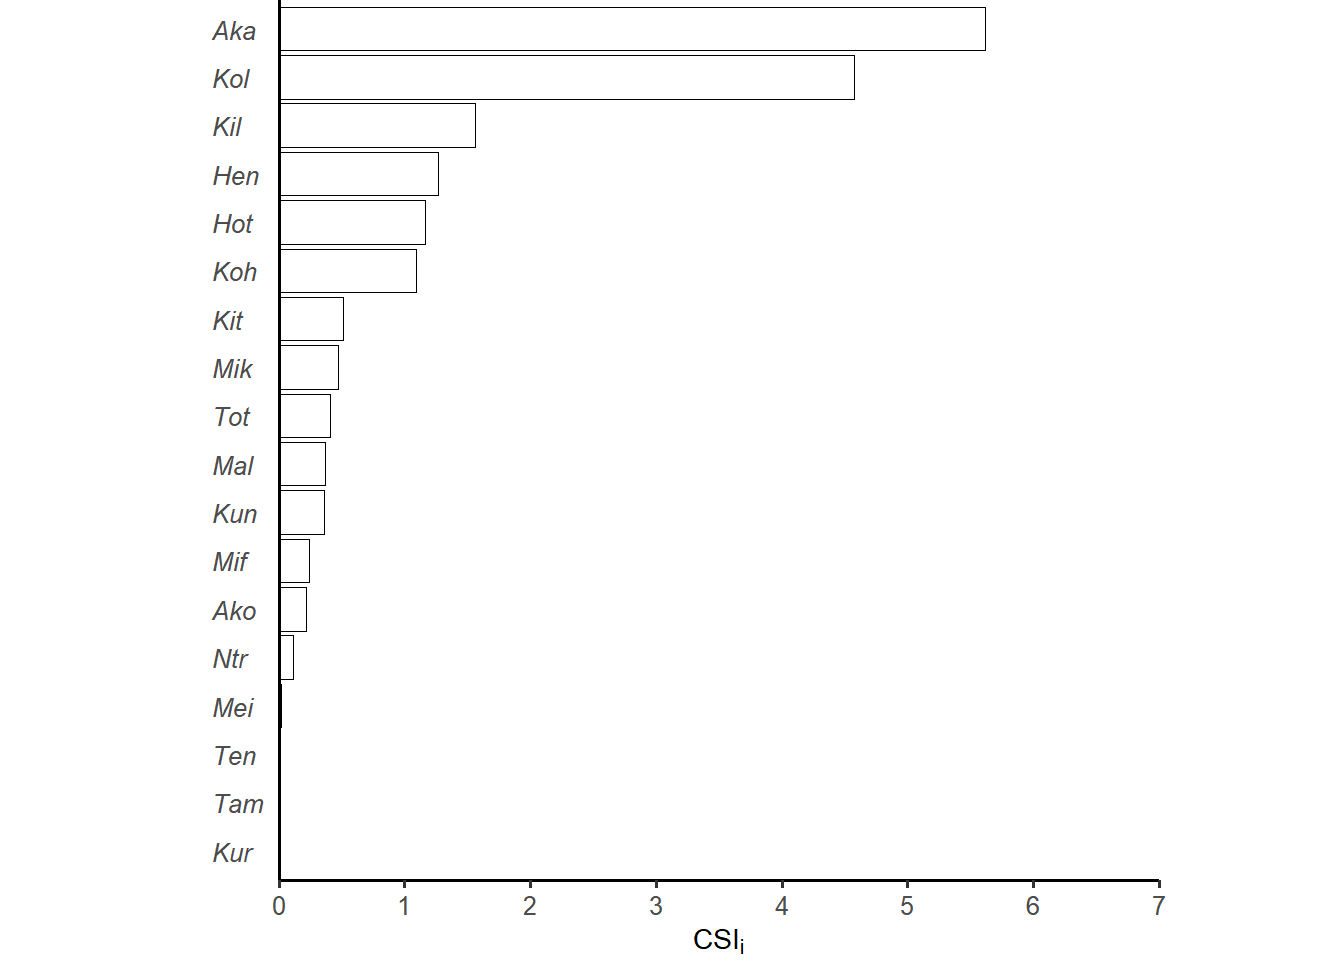 Aka
Kol
Kil
Hen
Hot
Koh
Kit
Mik
Tot
Mal
Kun
Mif
Ako
Ntr
Mei
Ten
Tam
Kur
0 1 2 3 4 5 6 7
CSIi